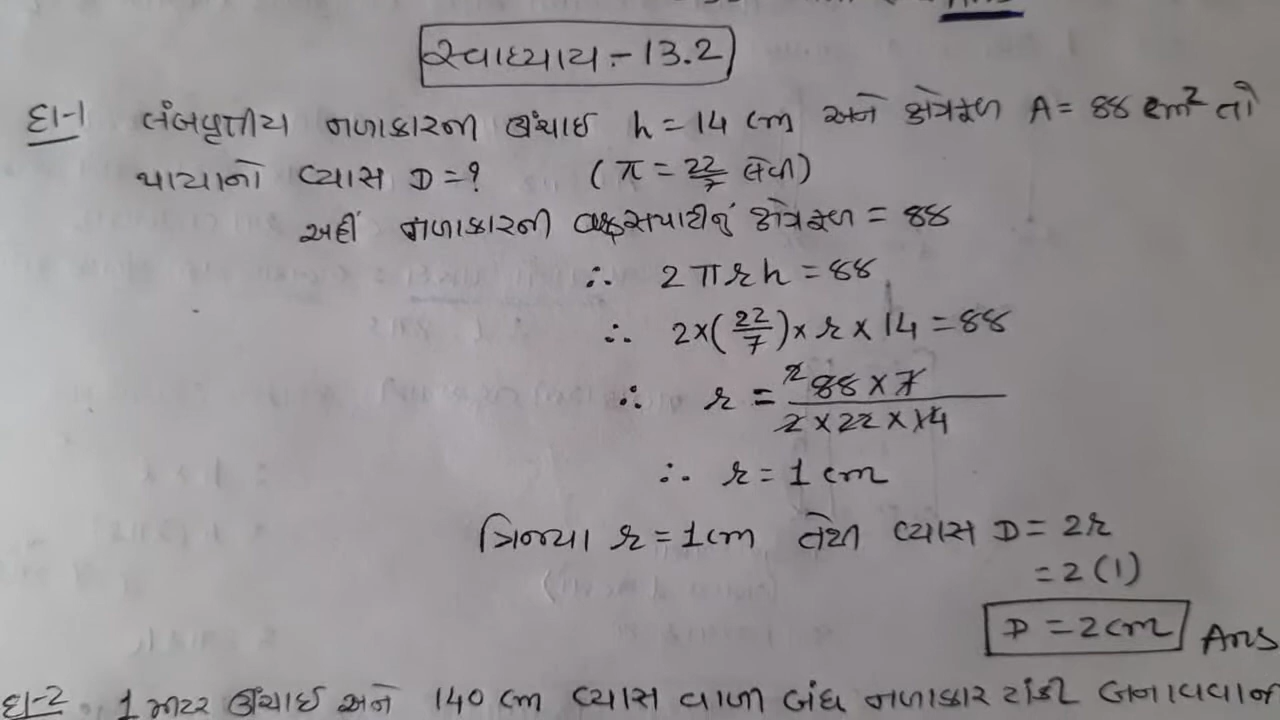 સ્વાધ્યાય - 13.2
દા-1 લંબવૃત્તીય નળાકારની ઊંચાઈ h = 14 cm અને ક્ષેત્રફળ A = 88 cm² તો
પાયાનો વ્યાસ D = ? (π = 22/7 લેવી)
અહીં નળાકારની વક્રસપાટીનું ક્ષેત્રફળ = 88
∴ 2πrh = 88
∴ 2×(22/7)×r×14 = 88
∴ r = 2 88×7 / 2×22×14
∴ r = 1 cm
ત્રિજ્યા r = 1cm તેથી વ્યાસ D = 2r
= 2(1)
D = 2cm Ans
દા-2 1 મીટર ઊંચાઈ અને 140 cm વ્યાસ વાળા બંધ નળાકાર ટાંકી બનાવવાન